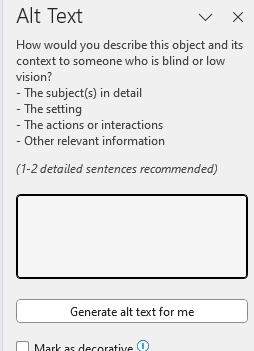 Alt Text
How would you describe this object and its
context to someone who is blind or low
vision?
- The subject(s) in detail
- The setting
- The actions or interactions
- Other relevant information
(1-2 detailed sentences recommended)
Generate alt text for me
Mark as decorative